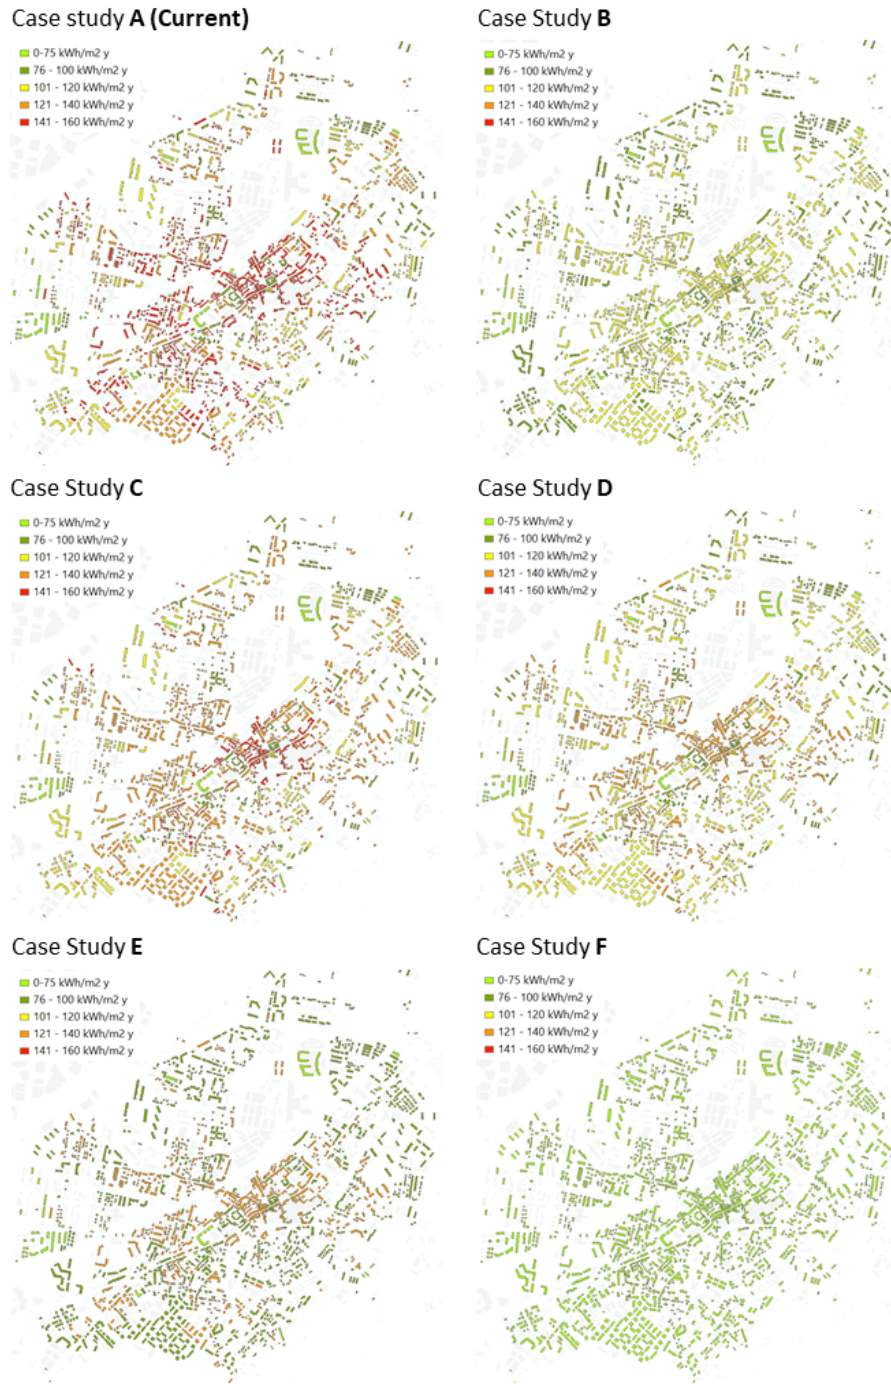 Case study A (Current)
0-75 kWh/m2 y
76 - 100 kWh/m2 y
101 - 120 kWh/m2 y
121 - 140 kWh/m2 y
141 - 160 kWh/m2 y
Case Study B
0-75 kWh/m2 y
76 - 100 kWh/m2 y
101 - 120 kWh/m2 y
121 - 140 kWh/m2 y
141 - 160 kWh/m2 y
Case Study C
0-75 kWh/m2 y
76 - 100 kWh/m2 y
101 - 120 kWh/m2 y
121 - 140 kWh/m2 y
141 - 160 kWh/m2 y
Case Study D
0-75 kWh/m2 y
76 - 100 kWh/m2 y
101 - 120 kWh/m2 y
121 - 140 kWh/m2 y
141 - 160 kWh/m2 y
Case Study E
0-75 kWh/m2 y
76 - 100 kWh/m2 y
101 - 120 kWh/m2 y
121 - 140 kWh/m2 y
141 - 160 kWh/m2 y
Case Study F
0-75 kWh/m2 y
76 - 100 kWh/m2 y
101 - 120 kWh/m2 y
121 - 140 kWh/m2 y
141 - 160 kWh/m2 y